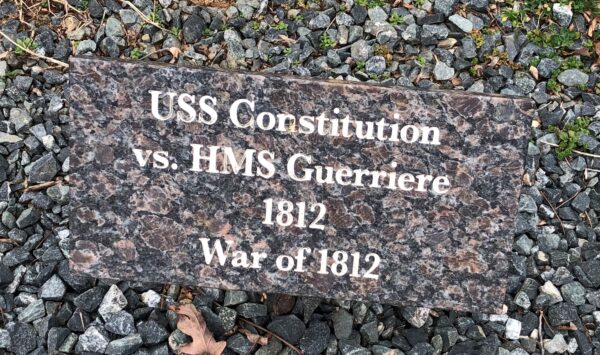 USS Constitution
vs. HMS Guerriere
1812
War of 1812